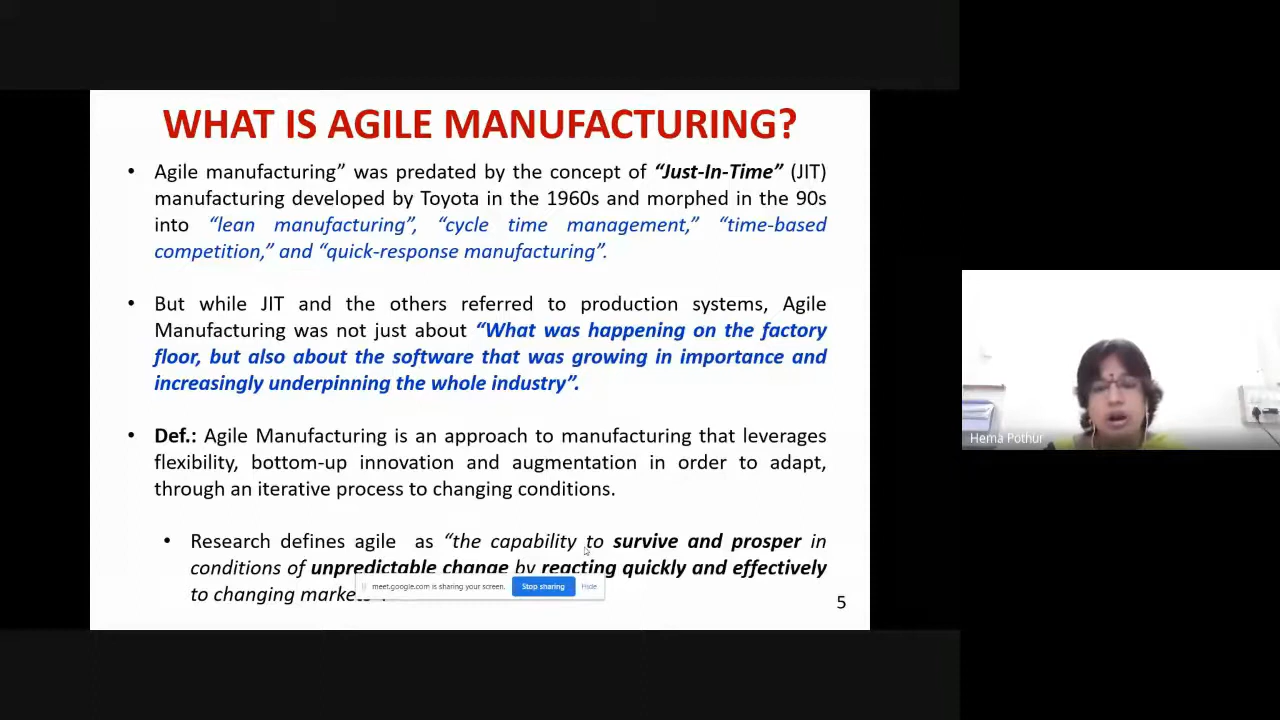 WHAT IS AGILE MANUFACTURING?
• Agile manufacturing” was predated by the concept of “Just-In-Time” (JIT)
manufacturing developed by Toyota in the 1960s and morphed in the 90s
into “lean manufacturing”, “cycle time management,” “time-based
competition,” and “quick-response manufacturing”.
• But while JIT and the others referred to production systems, Agile
Manufacturing was not just about “What was happening on the factory
floor, but also about the software that was growing in importance and
increasingly underpinning the whole industry”.
• Def.: Agile Manufacturing is an approach to manufacturing that leverages
flexibility, bottom-up innovation and augmentation in order to adapt,
through an iterative process to changing conditions.
• Research defines agile as “the capability to survive and prosper in
conditions of unpredictable change by reacting quickly and effectively
to changing markets”.
meet.google.com is sharing your screen. Stop sharing Hide
5
Hema Pothur